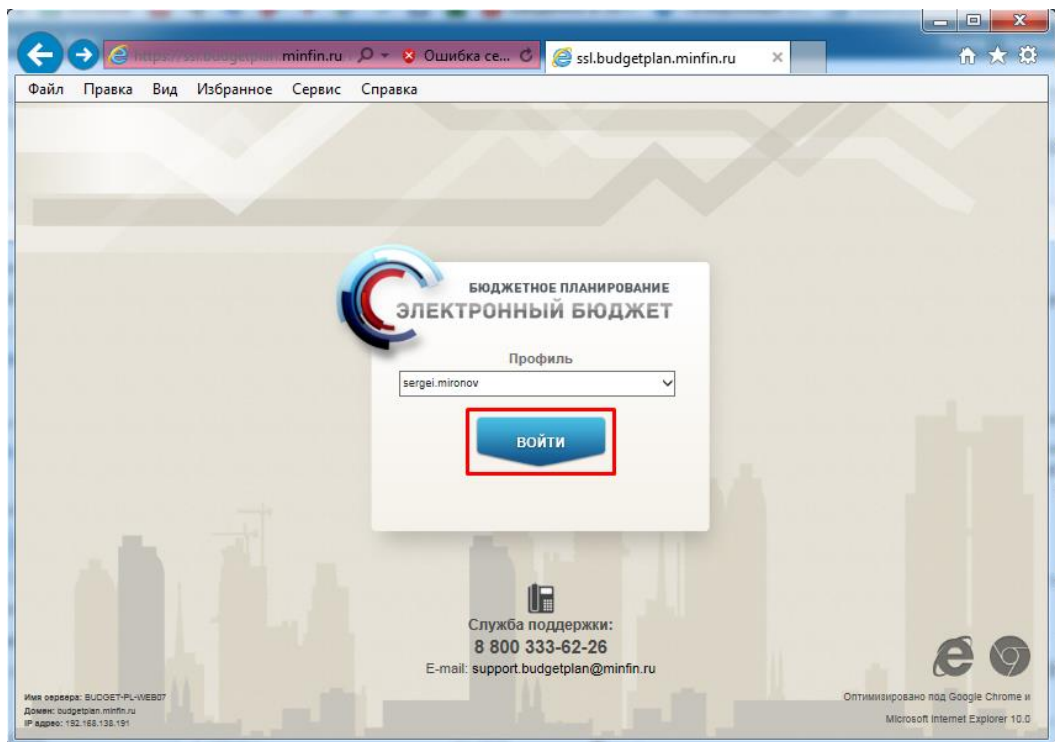 https://ssl.budgetplan.minfin.ru Ошибка се... ssl.budgetplan.minfin.ru
Файл Правка Вид Избранное Сервис Справка
БЮДЖЕТНОЕ ПЛАНИРОВАНИЕ
ЭЛЕКТРОННЫЙ БЮДЖЕТ
Профиль
sergei.mironov
ВОЙТИ
Служба поддержки:
8 800 333-62-26
E-mail: support.budgetplan@minfin.ru
Имя сервера: BUDGET-PL-WEB07
Домен: budgetplan.minfin.ru
IP адрес: 192.168.138.191
Оптимизировано под Google Chrome и
Microsoft Internet Explorer 10.0